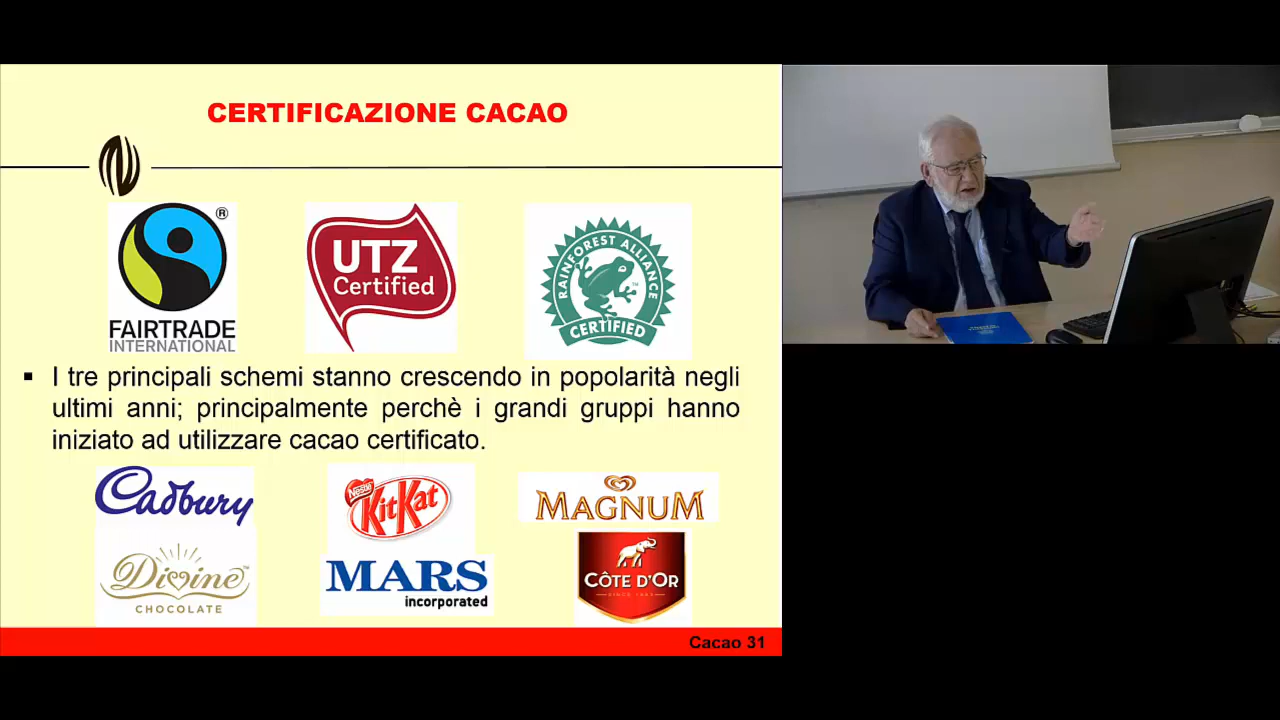 CERTIFICAZIONE CACAO
®
FAIRTRADE
INTERNATIONAL
UTZ
Certified
RAINFOREST ALLIANCE
TM
CERTIFIED
▪ I tre principali schemi stanno crescendo in popolarità negli
ultimi anni; principalmente perchè i grandi gruppi hanno
iniziato ad utilizzare cacao certificato.
Cadbury
Nestlé
KitKat
MAGNUM
Divine
CHOCOLATE
MARS
incorporated
CÔTE D'OR
Cacao 31